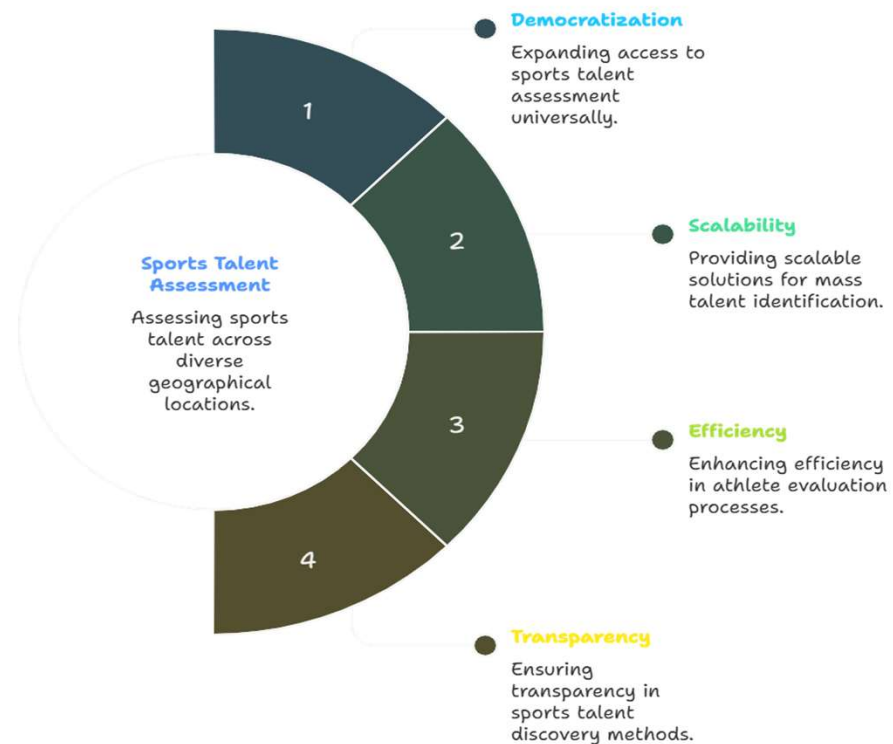 Democratization
Expanding access to
sports talent
assessment
universally.
1
2
Scalability
Providing scalable
solutions for mass
talent identification.
Sports Talent
Assessment
Assessing sports
talent across
diverse
geographical
locations.
3
Efficiency
Enhancing efficiency
in athlete evaluation
processes.
4
Transparency
Ensuring
transparency in
sports talent
discovery methods.